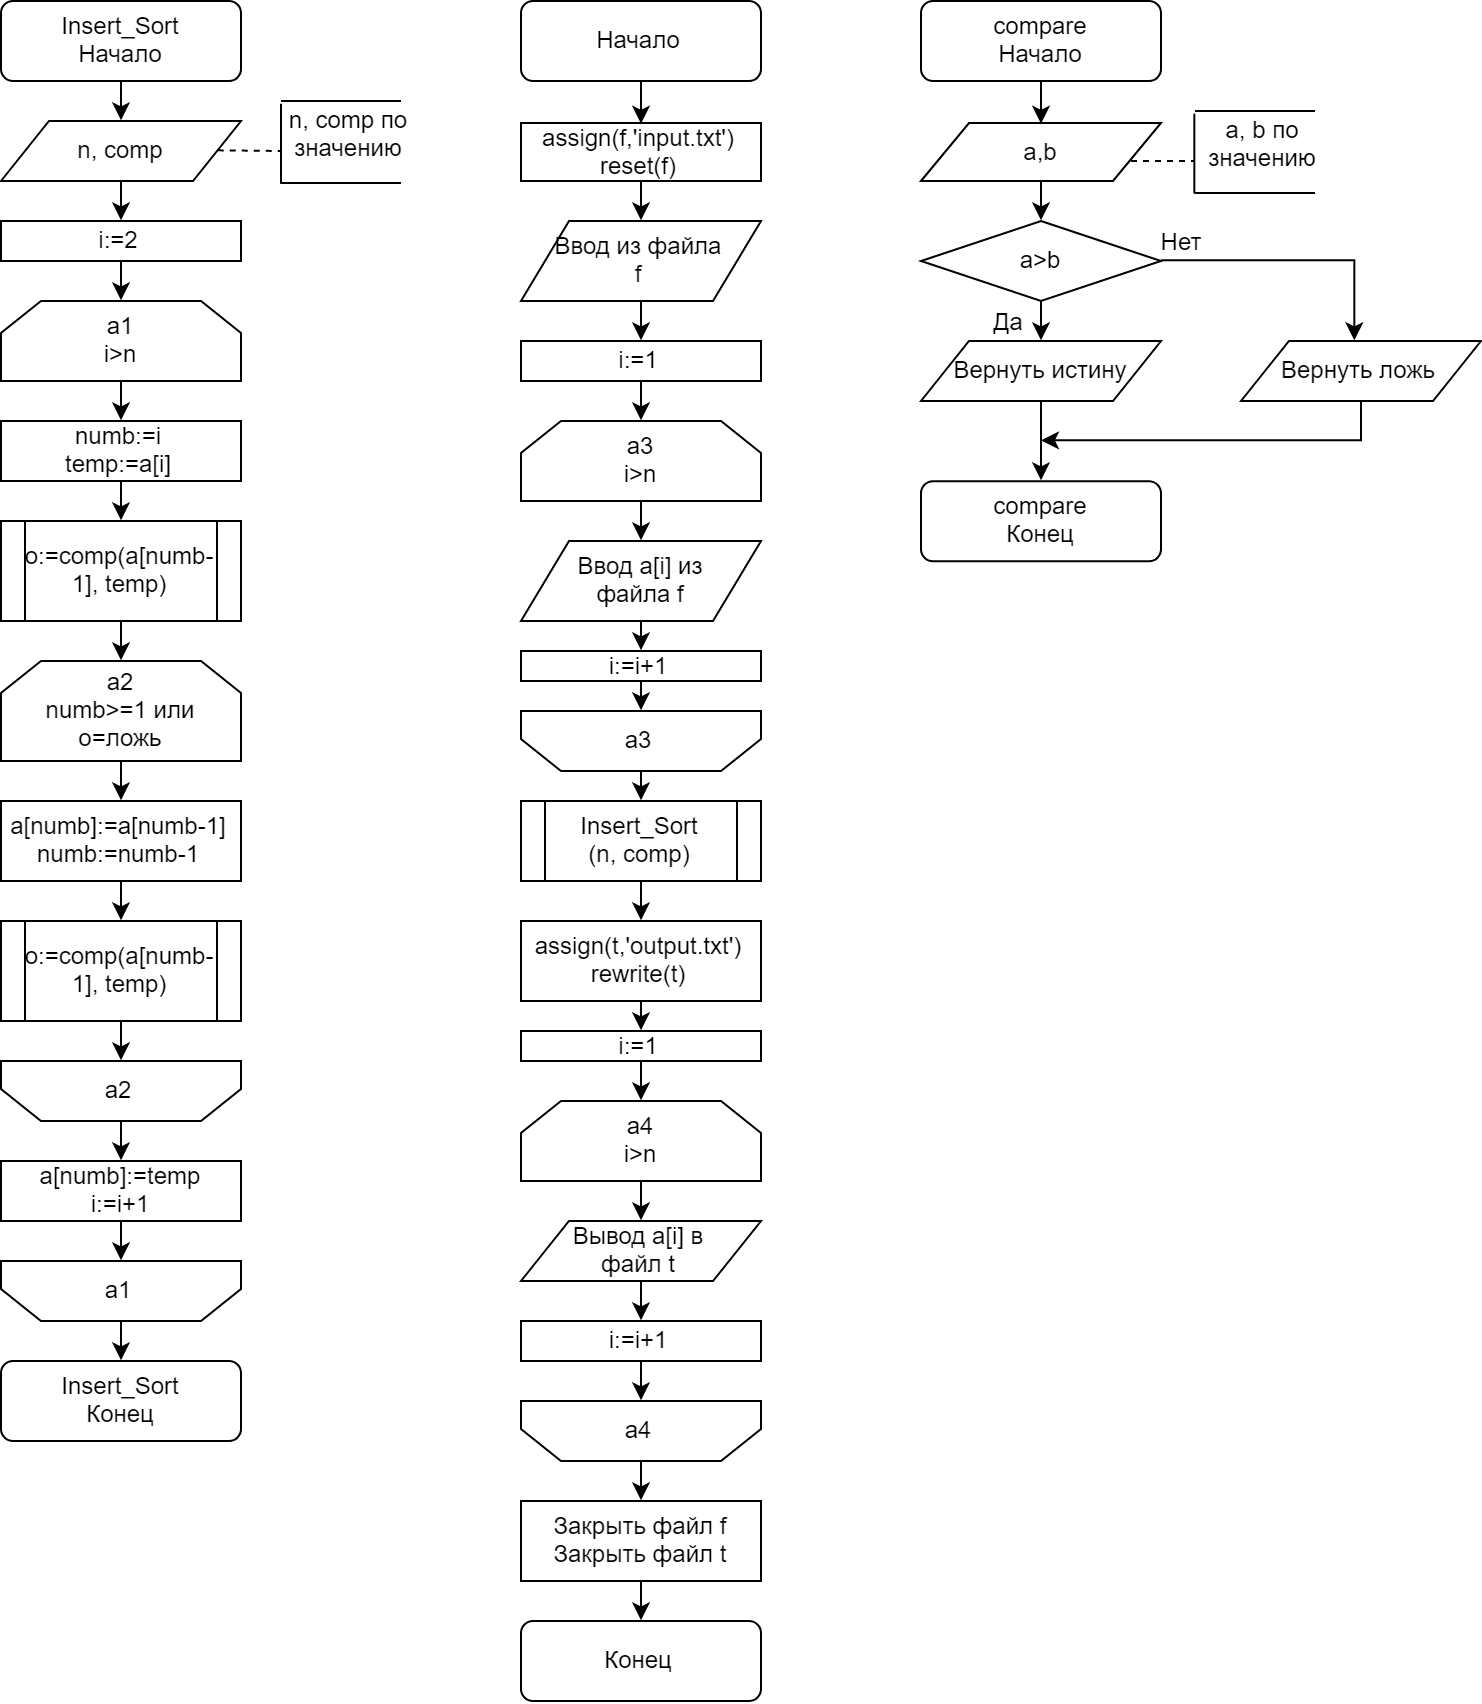 Insert_Sort
Начало
n, comp
n, comp по
значению
i:=2
a1
i>n
numb:=i
temp:=a[i]
o:=comp(a[numb-
1], temp)
a2
numb>=1 или
o=ложь
a[numb]:=a[numb-1]
numb:=numb-1
o:=comp(a[numb-
1], temp)
a2
a[numb]:=temp
i:=i+1
a1
Insert_Sort
Конец
Начало
assign(f,'input.txt')
reset(f)
Ввод из файла
f
i:=1
a3
i>n
Ввод a[i] из
файла f
i:=i+1
a3
Insert_Sort
(n, comp)
assign(t,'output.txt')
rewrite(t)
i:=1
a4
i>n
Вывод a[i] в
файл t
i:=i+1
a4
Закрыть файл f
Закрыть файл t
Конец
compare
Начало
a,b
a, b по
значению
a>b
Нет
Да
Вернуть истину
Вернуть ложь
compare
Конец